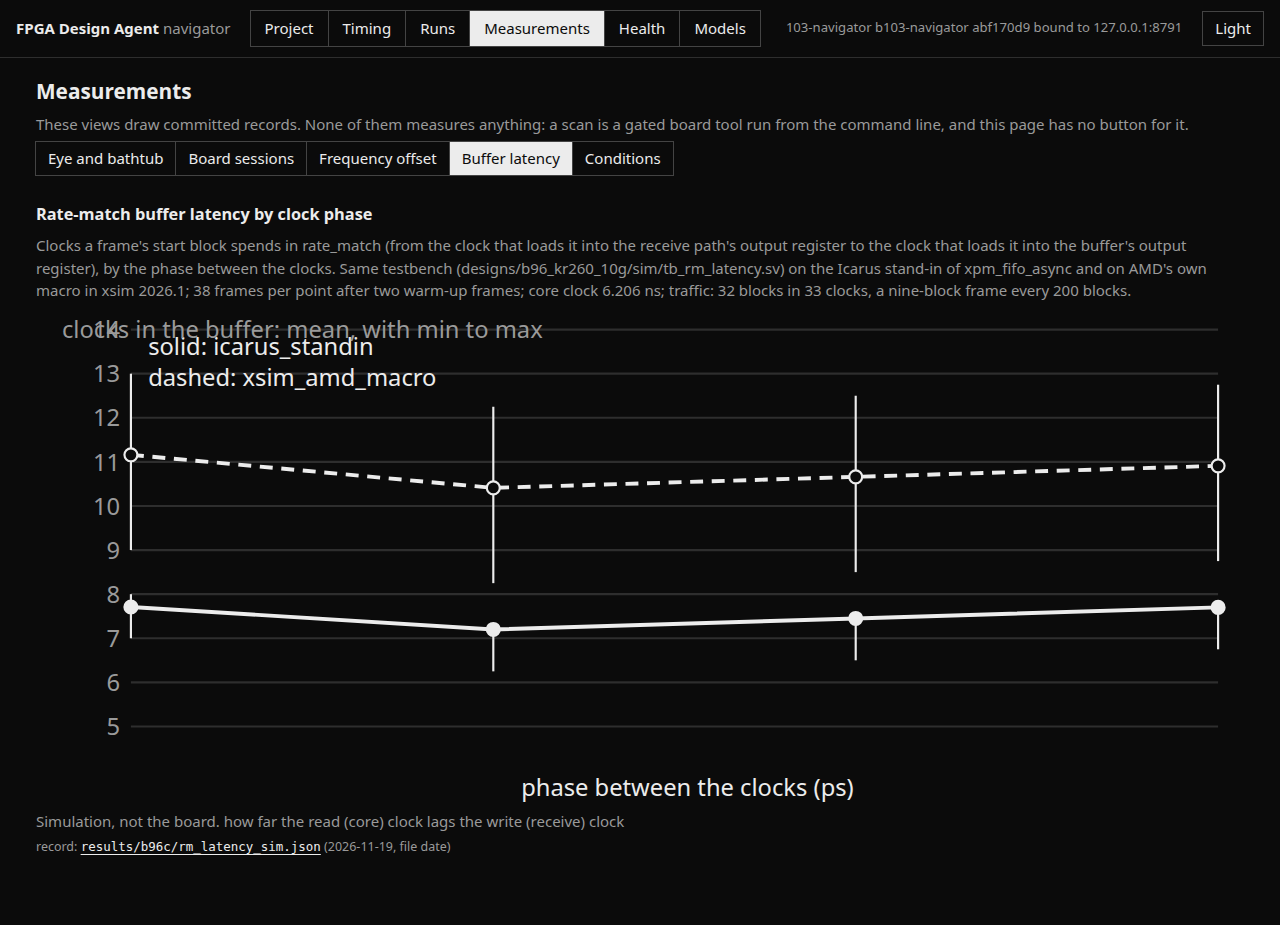 FPGA Design Agent navigator
Project
Timing
Runs
Measurements
Health
Models
103-navigator b103-navigator abf170d9 bound to 127.0.0.1:8791
Light
Measurements
These views draw committed records. None of them measures anything: a scan is a gated board tool run from the command line, and this page has no button for it.
Eye and bathtub
Board sessions
Frequency offset
Buffer latency
Conditions
Rate-match buffer latency by clock phase
Clocks a frame's start block spends in rate_match (from the clock that loads it into the receive path's output register to the clock that loads it into the buffer's output
register), by the phase between the clocks. Same testbench (designs/b96_kr260_10g/sim/tb_rm_latency.sv) on the Icarus stand-in of xpm_fifo_async and on AMD's own
macro in xsim 2026.1; 38 frames per point after two warm-up frames; core clock 6.206 ns; traffic: 32 blocks in 33 clocks, a nine-block frame every 200 blocks.
clocks in the buffer: mean, with min to max
14
solid: icarus_standin
13
dashed: xsim_amd_macro
12
11
10
9
8
7
6
5
phase between the clocks (ps)
Simulation, not the board. how far the read (core) clock lags the write (receive) clock
record: results/b96c/rm_latency_sim.json (2026-11-19, file date)